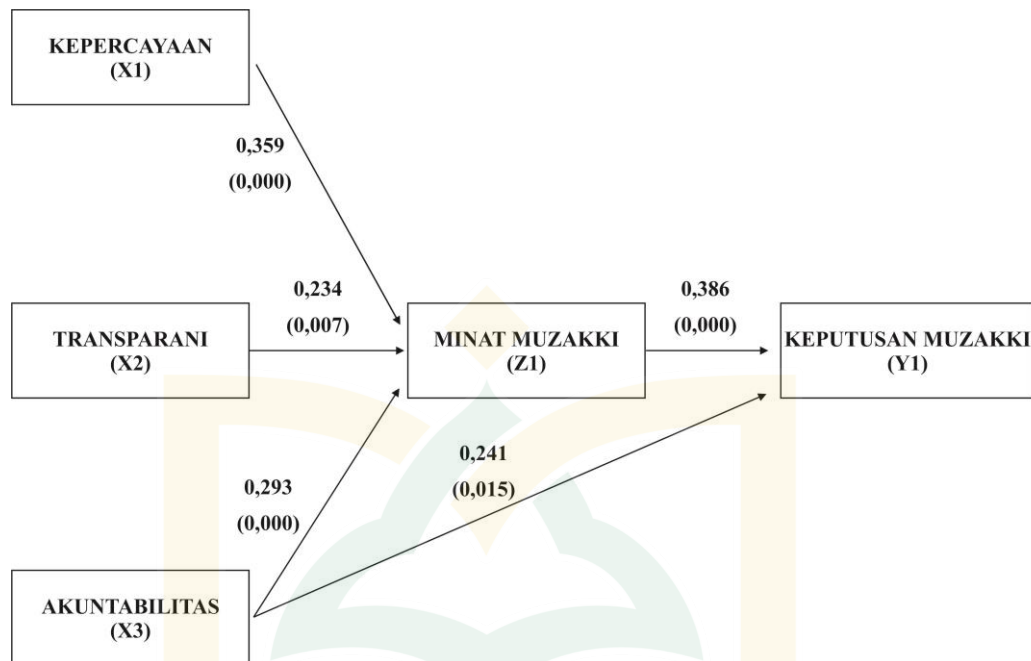 KEPERCAYAAN
(X1)
0,359
(0,000)
TRANSPARANI
(X2)
0,234
(0,007)
MINAT MUZAKKI
(Z1)
0,386
(0,000)
KEPUTUSAN MUZAKKI
(Y1)
0,293
(0,000)
0,241
(0,015)
AKUNTABILITAS
(X3)